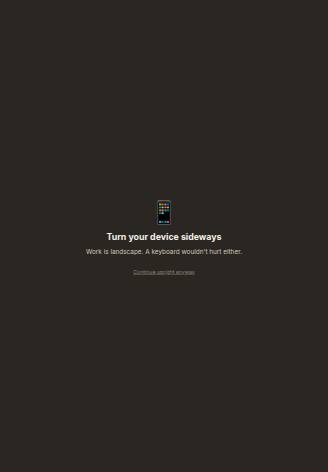 Turn your device sideways
Work is landscape. A keyboard wouldn't hurt either.
Continue upright anyway